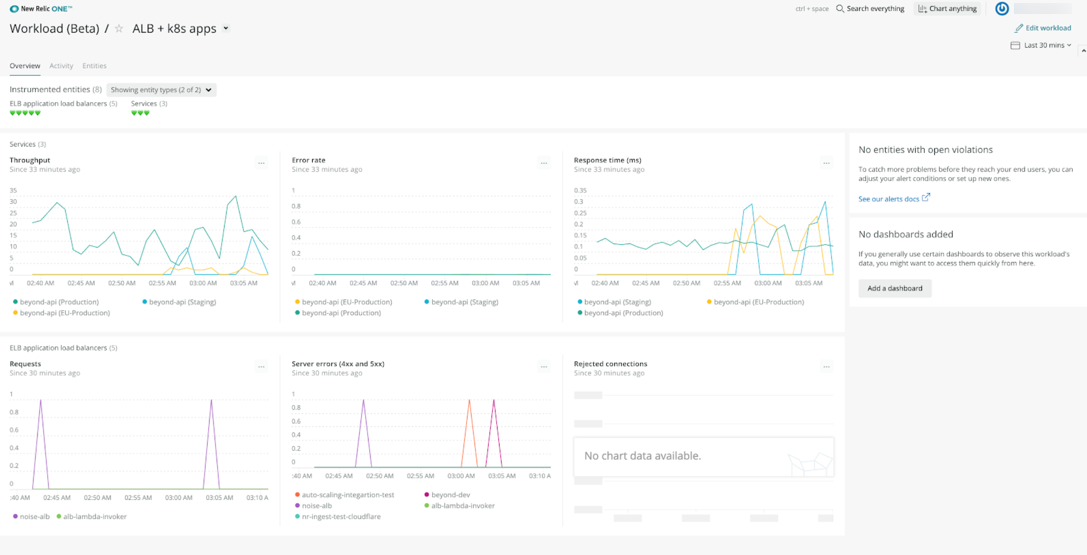 New Relic ONE™
ctrl + space
Search everything
Chart anything
Workload (Beta) / ☆ ALB + k8s apps
Edit workload
Last 30 mins
Overview
Activity
Entities
Instrumented entities (8)
Showing entity types (2 of 2)
ELB application load balancers (5)
Services (3)
Services (3)
Throughput
Since 33 minutes ago
35
30
25
20
15
10
5
0
02:40 AM
02:45 AM
02:50 AM
02:55 AM
03:00 AM
03:05 AM
beyond-api (Production)
beyond-api (Staging)
beyond-api (EU-Production)
Error rate
Since 33 minutes ago
1
0.8
0.6
0.4
0.2
0
02:40 AM
02:45 AM
02:50 AM
02:55 AM
03:00 AM
03:05 AM
beyond-api (EU-Production)
beyond-api (Staging)
beyond-api (Production)
Response time (ms)
Since 33 minutes ago
0.35
0.3
0.25
0.2
0.15
0.1
0.05
0
02:40 AM
02:45 AM
02:50 AM
02:55 AM
03:00 AM
03:05 AM
beyond-api (Staging)
beyond-api (EU-Production)
beyond-api (Production)
No entities with open violations
To catch more problems before they reach your end users, you can
adjust your alert conditions or set up new ones.
See our alerts docs
No dashboards added
If you generally use certain dashboards to observe this workload's
data, you might want to access them quickly from here.
Add a dashboard
ELB application load balancers (5)
Requests
Since 30 minutes ago
1
0.8
0.6
0.4
0.2
0
:40 AM
02:45 AM
02:50 AM
02:55 AM
03:00 AM
03:05 AM
03:10 AM
noise-alb
alb-lambda-invoker
Server errors (4xx and 5xx)
Since 30 minutes ago
1
0.8
0.6
0.4
0.2
0
:40 AM
02:45 AM
02:50 AM
02:55 AM
03:00 AM
03:05 AM
03:10 A
auto-scaling-integartion-test
beyond-dev
noise-alb
alb-lambda-invoker
nr-ingest-test-cloudflare
Rejected connections
Since 30 minutes ago
No chart data available.